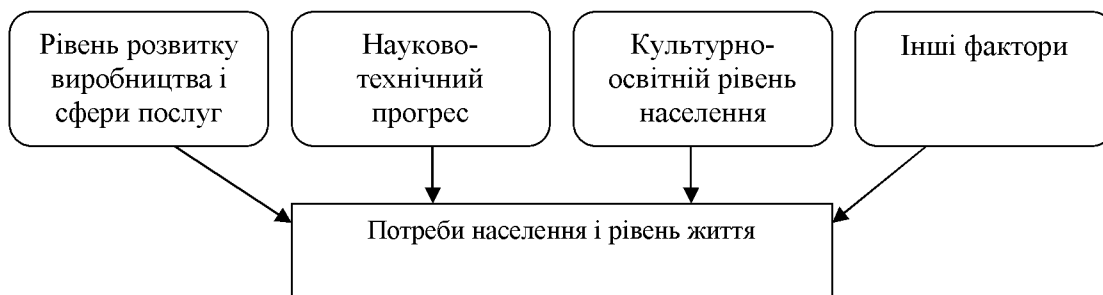 Рівень розвитку
виробництва і
сфери послуг
Науково-
технічний
прогрес
Культурно-
освітній рівень
населення
Інші фактори
Потреби населення і рівень життя